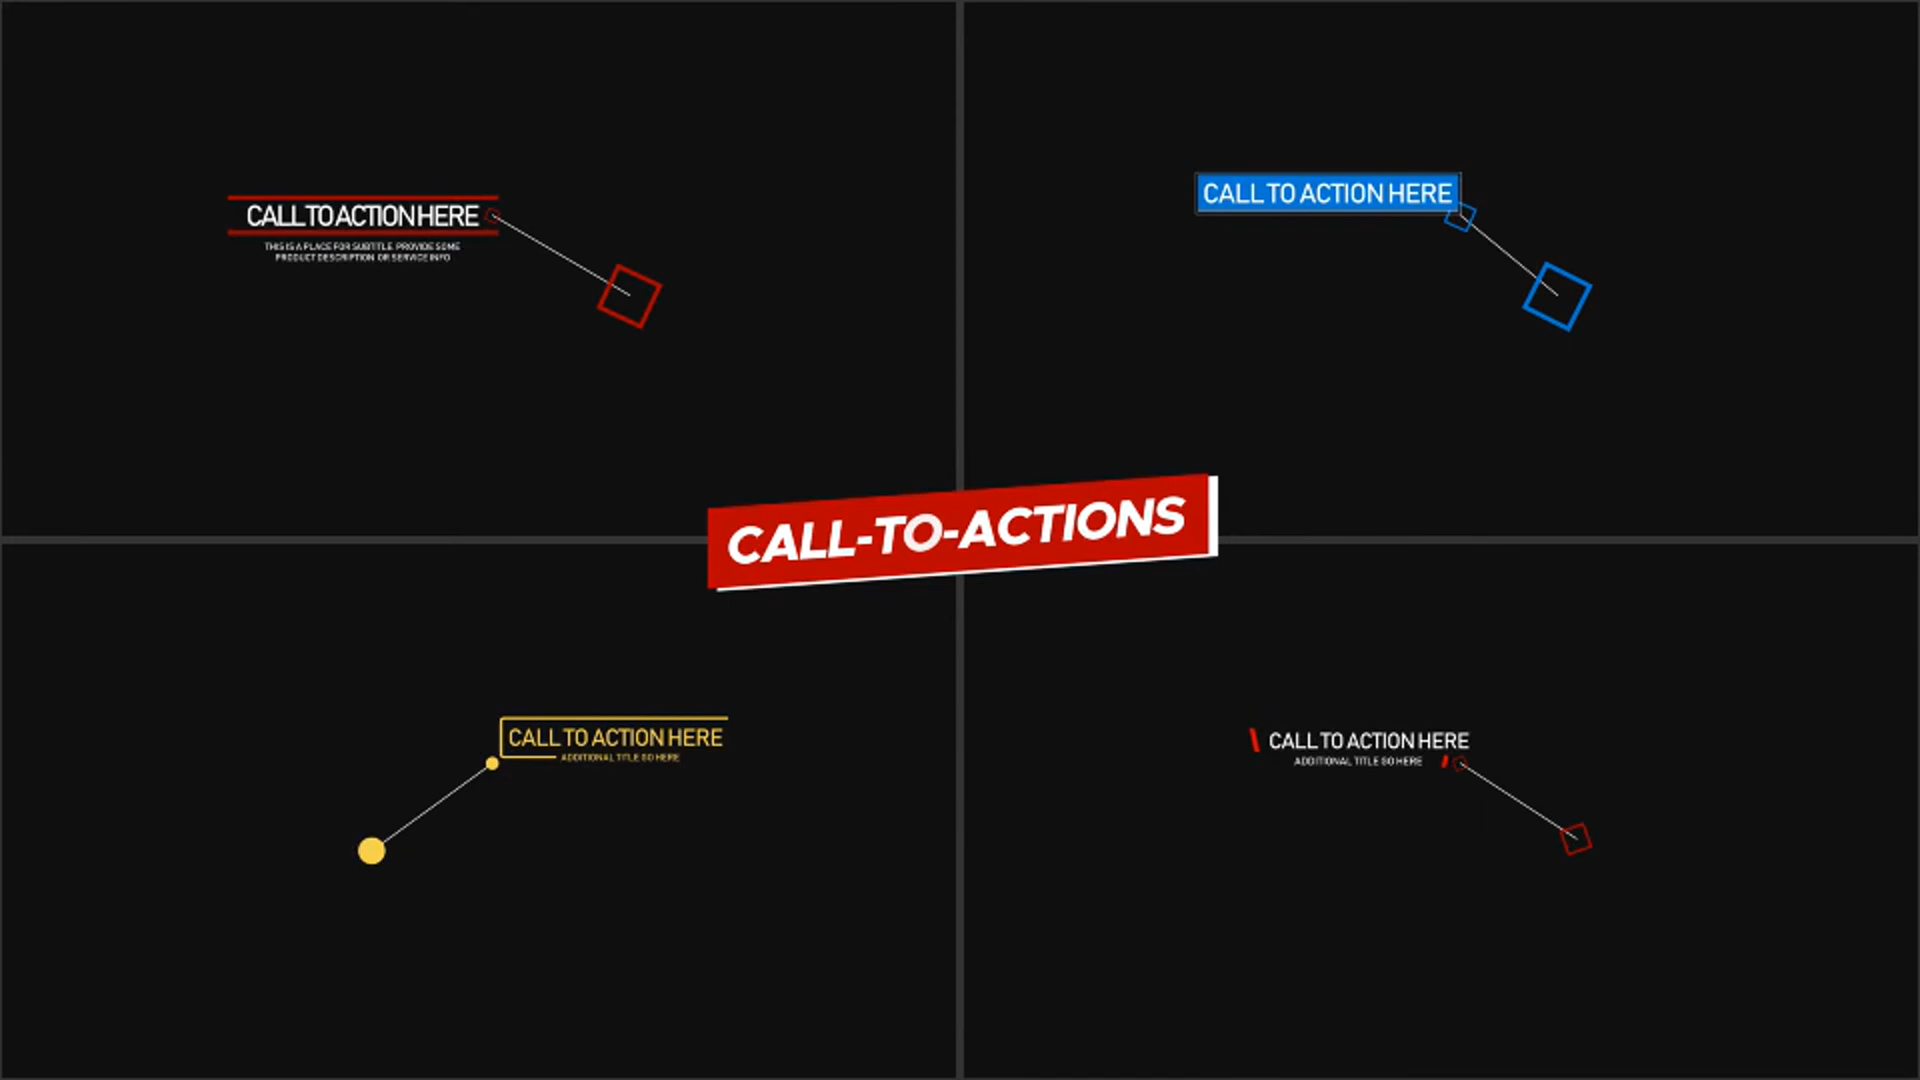 CALL TO ACTION HERE
THIS IS A PLACE FOR SUBTITLE. PROVIDE SOME
PRODUCT DESCRIPTION OR SERVICE INFO
CALL TO ACTION HERE
CALL-TO-ACTIONS
CALL TO ACTION HERE
ADDITIONAL TITLE GO HERE
CALL TO ACTION HERE
ADDITIONAL TITLE GO HERE